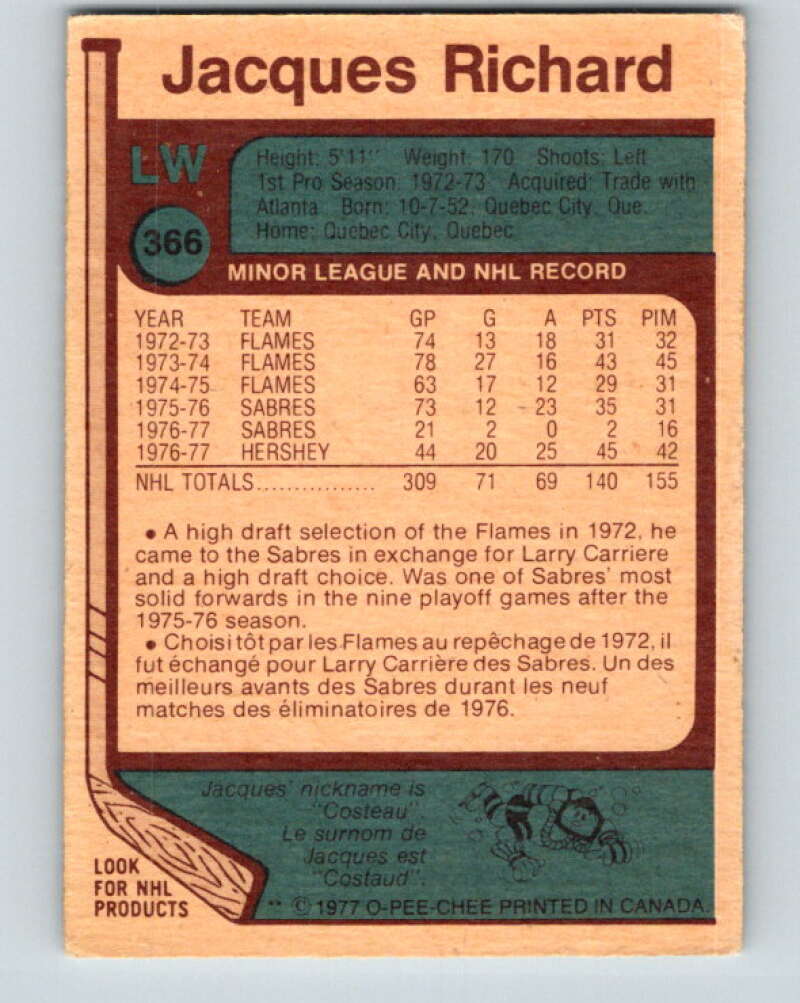 Jacques Richard
LW
Height: 5'11" Weight: 170 Shoots: Left
1st Pro Season: 1972-73 Acquired: Trade with
Atlanta Born: 10-7-52, Quebec City, Que.
Home: Quebec City, Quebec
366
MINOR LEAGUE AND NHL RECORD
YEAR TEAM GP G A PTS PIM
1972-73 FLAMES 74 13 18 31 32
1973-74 FLAMES 78 27 16 43 45
1974-75 FLAMES 63 17 12 29 31
1975-76 SABRES 73 12 23 35 31
1976-77 SABRES 21 2 0 2 16
1976-77 HERSHEY 44 20 25 45 42
NHL TOTALS................ 309 71 69 140 155
• A high draft selection of the Flames in 1972, he
came to the Sabres in exchange for Larry Carriere
and a high draft choice. Was one of Sabres' most
solid forwards in the nine playoff games after the
1975-76 season.
• Choisi tôt par les Flames au repêchage de 1972, il
fut échangé pour Larry Carrière des Sabres. Un des
meilleurs avants des Sabres durant les neuf
matches des éliminatoires de 1976.
Jacques' nickname is
"Costeau".
Le surnom de
Jacques est
"Costaud".
LOOK
FOR NHL
PRODUCTS
** © 1977 O-PEE-CHEE PRINTED IN CANADA.